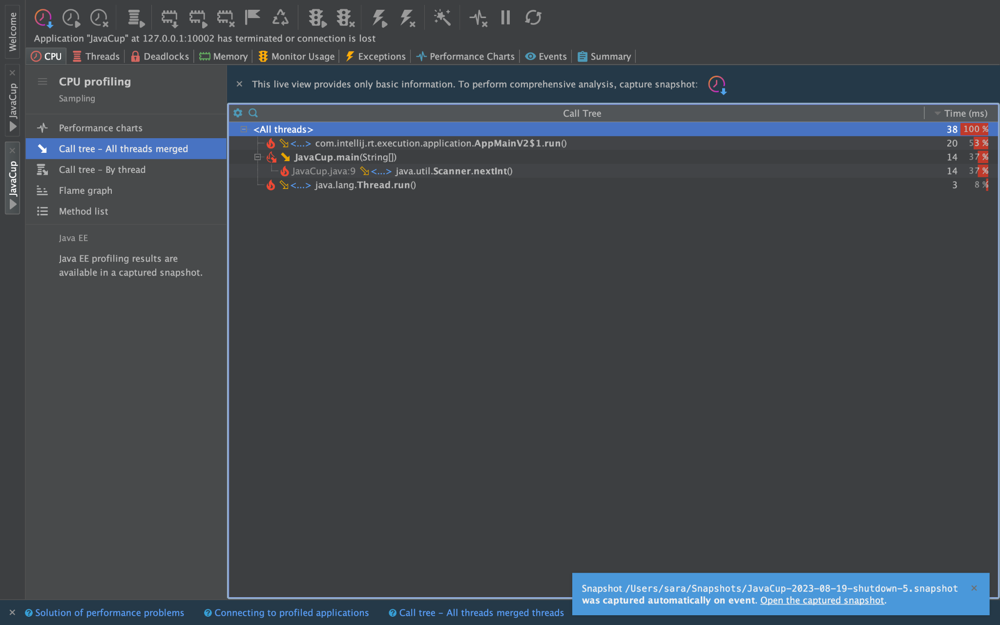 Welcome
JavaCup
JavaCup
Application "JavaCup" at 127.0.0.1:10002 has terminated or connection is lost
CPU Threads Deadlocks Memory Monitor Usage Exceptions Performance Charts Events Summary
CPU profiling
Sampling
Performance charts
Call tree – All threads merged
Call tree – By thread
Flame graph
Method list
Java EE
Java EE profiling results are
available in a captured snapshot.
This live view provides only basic information. To perform comprehensive analysis, capture snapshot:
Call Tree Time (ms)
<All threads> 38 100 %
<...> com.intellij.rt.execution.application.AppMainV2$1.run() 20 53 %
JavaCup.main(String[]) 14 37 %
JavaCup.java:9 <...> java.util.Scanner.nextInt() 14 37 %
<...> java.lang.Thread.run() 3 8 %
Snapshot /Users/sara/Snapshots/JavaCup-2023-08-19-shutdown-5.snapshot
was captured automatically on event. Open the captured snapshot.
Solution of performance problems Connecting to profiled applications Call tree – All threads merged threads